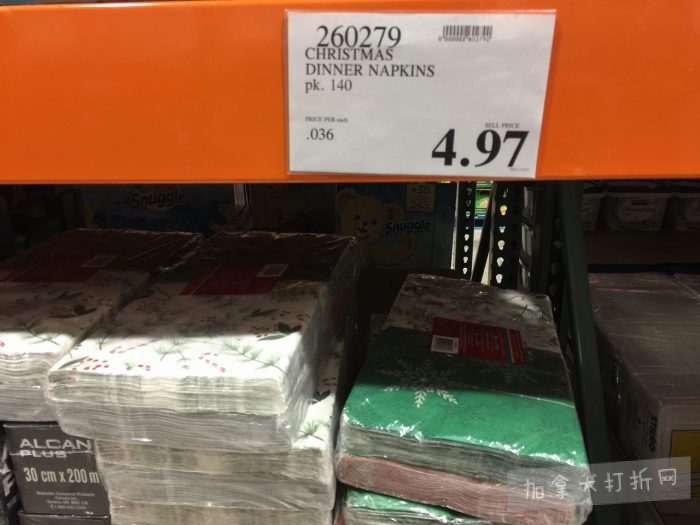 260279
CHRISTMAS
DINNER NAPKINS
pk. 140
PRICE PER each
.036
SELL PRICE
4.97
Snuggle
Snuggle
ALCAN
PLUS
30 cm x 200 m
加拿大打折网